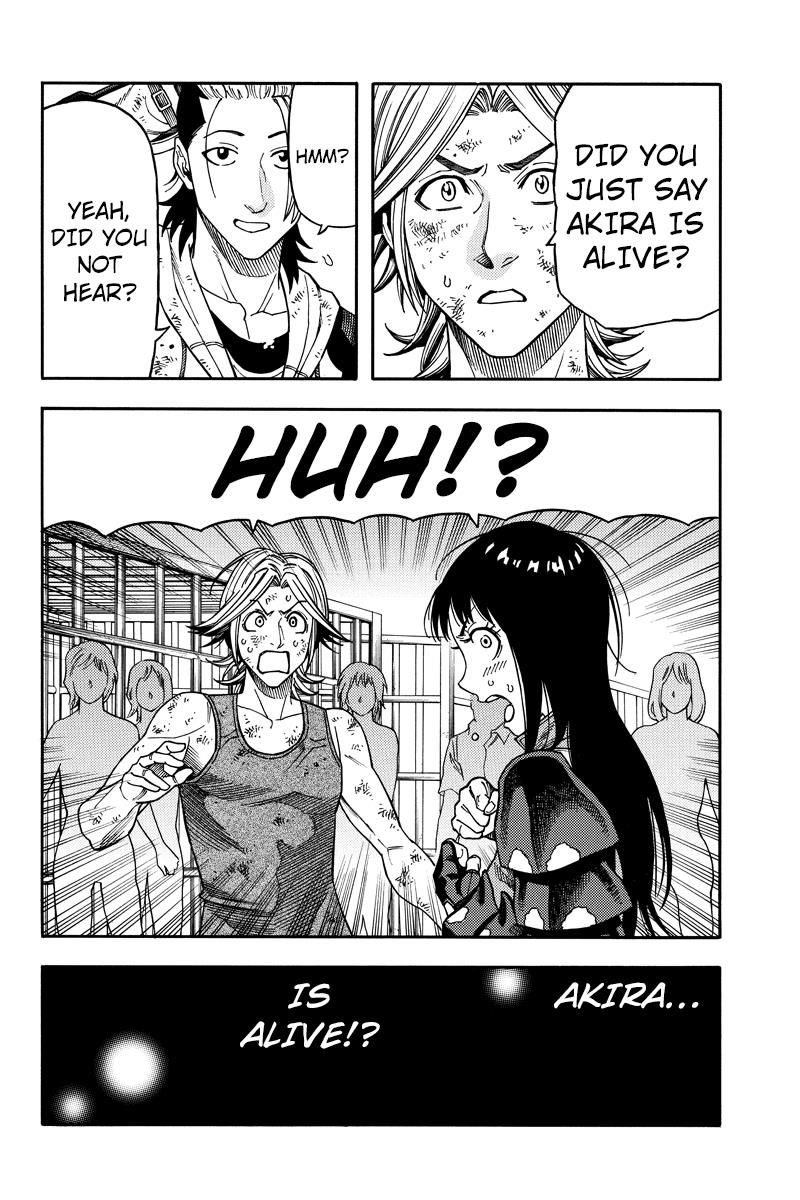 DID YOU
JUST SAY
AKIRA IS
ALIVE?
HMM?
YEAH,
DID YOU
NOT
HEAR?
HUH!?
AKIRA...
IS
ALIVE!?